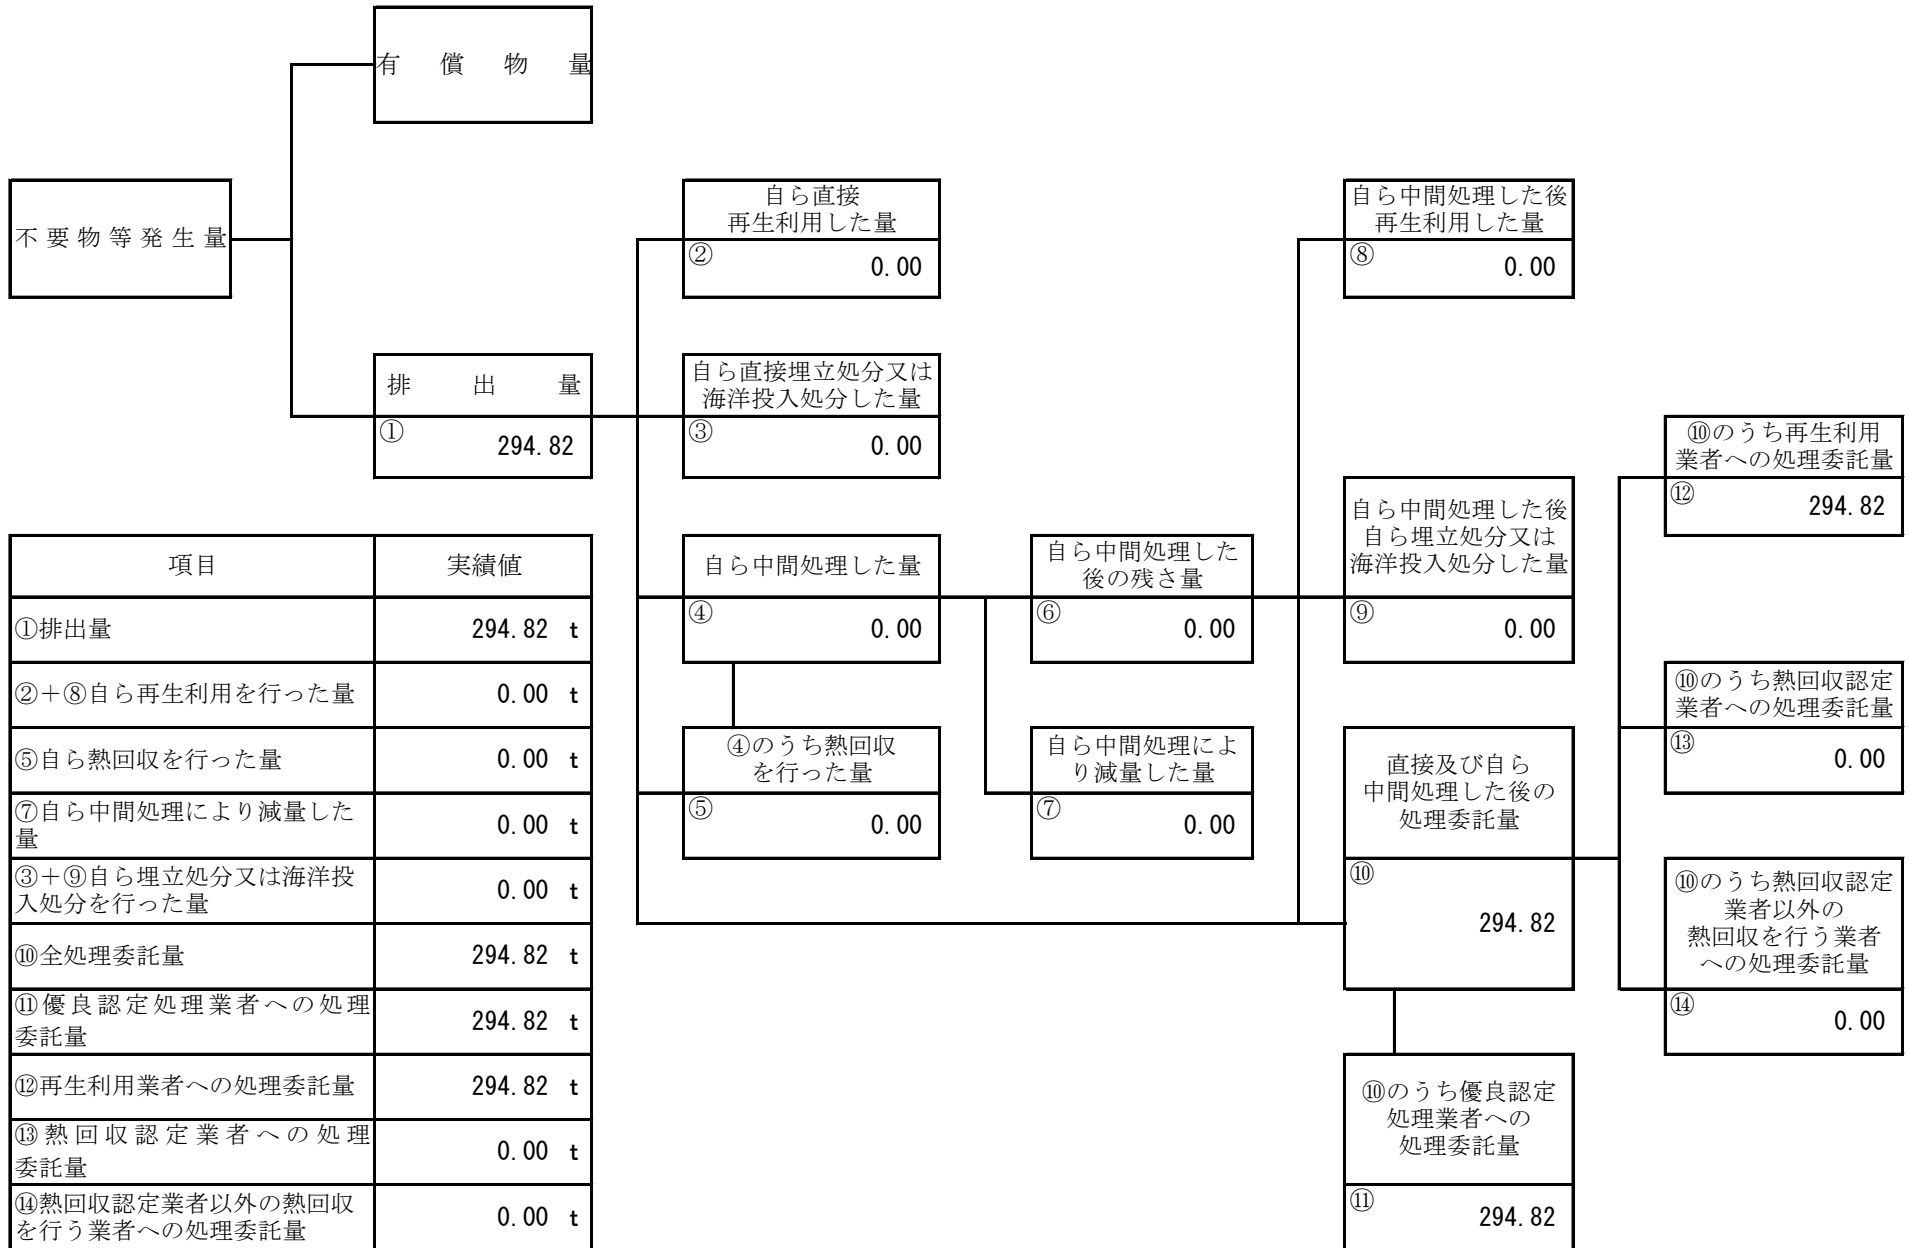 有償物量
不要物等発生量
排出量
①
294.82
自ら直接
再生利用した量
②
0.00
自ら直接埋立処分又は
海洋投入処分した量
③
0.00
自ら中間処理した量
④
0.00
④のうち熱回収
を行った量
⑤
0.00
自ら中間処理した
後の残さ量
⑥
0.00
自ら中間処理によ
り減量した量
⑦
0.00
自ら中間処理した後
再生利用した量
⑧
0.00
自ら中間処理した後
自ら埋立処分又は
海洋投入処分した量
⑨
0.00
直接及び自ら
中間処理した後の
処理委託量
⑩
294.82
⑩のうち優良認定
処理業者への
処理委託量
⑪
294.82
⑩のうち再生利用
業者への処理委託量
⑫
294.82
⑩のうち熱回収認定
業者への処理委託量
⑬
0.00
⑩のうち熱回収認定
業者以外の
熱回収を行う業者
への処理委託量
⑭
0.00
項目 実績値
①排出量 294.82 t
②+⑧自ら再生利用を行った量 0.00 t
⑤自ら熱回収を行った量 0.00 t
⑦自ら中間処理により減量した
量 0.00 t
③+⑨自ら埋立処分又は海洋投
入処分を行った量 0.00 t
⑩全処理委託量 294.82 t
⑪優良認定処理業者への処理
委託量 294.82 t
⑫再生利用業者への処理委託量 294.82 t
⑬熱回収認定業者への処理
委託量 0.00 t
⑭熱回収認定業者以外の熱回収
を行う業者への処理委託量 0.00 t